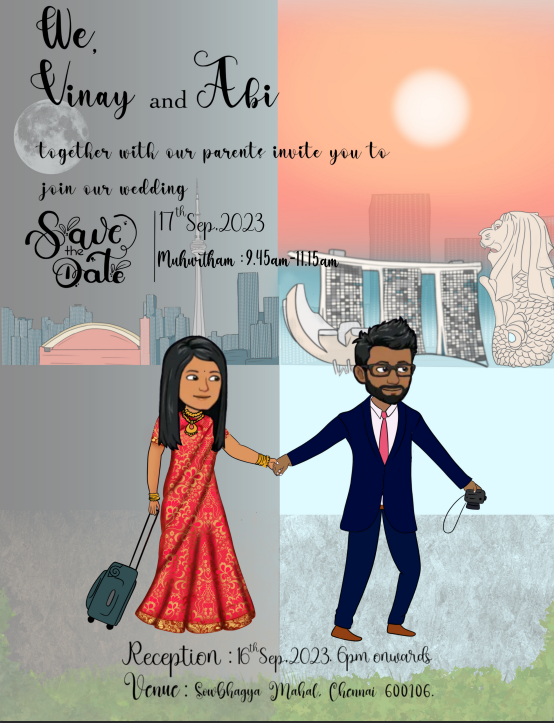 We,
Vinay and Abi
together with our parents invite you to
join our wedding
Save
the
Date
17th Sep,2023
Muhurtham : 9.45am-11.15am
Reception : 16th Sep,2023, 6pm onwards
Venue : Sowbhagya Mahal, Chennai 600106.